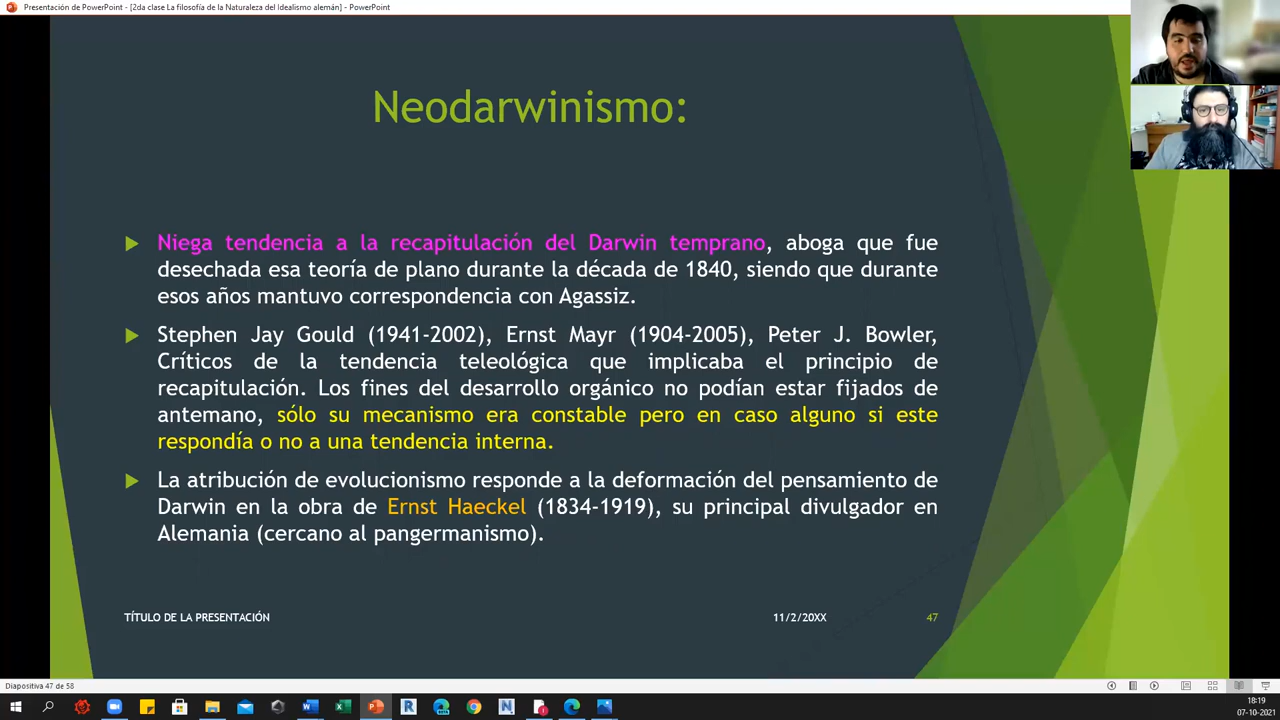 Presentación de PowerPoint - [2da clase La filosofía de la Naturaleza del Idealismo alemán] - PowerPoint
Neodarwinismo:
Niega tendencia a la recapitulación del Darwin temprano, aboga que fue
desechada esa teoría de plano durante la década de 1840, siendo que durante
esos años mantuvo correspondencia con Agassiz.
Stephen Jay Gould (1941-2002), Ernst Mayr (1904-2005), Peter J. Bowler,
Críticos de la tendencia teleológica que implicaba el principio de
recapitulación. Los fines del desarrollo orgánico no podían estar fijados de
antemano, sólo su mecanismo era constable pero en caso alguno si este
respondía o no a una tendencia interna.
La atribución de evolucionismo responde a la deformación del pensamiento de
Darwin en la obra de Ernst Haeckel (1834-1919), su principal divulgador en
Alemania (cercano al pangermanismo).
TÍTULO DE LA PRESENTACIÓN 11/2/20XX 47
Diapositiva 47 de 58
18:19
07-10-2021